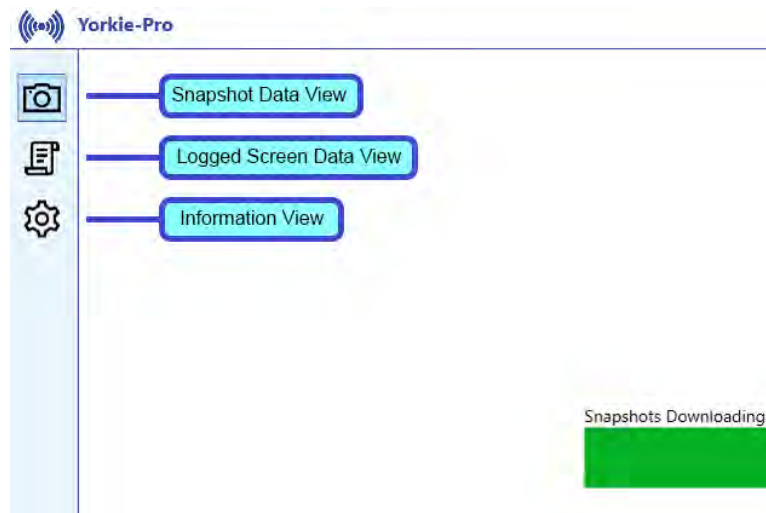 Yorkie-Pro
Snapshot Data View
Logged Screen Data View
Information View
Snapshots Downloading